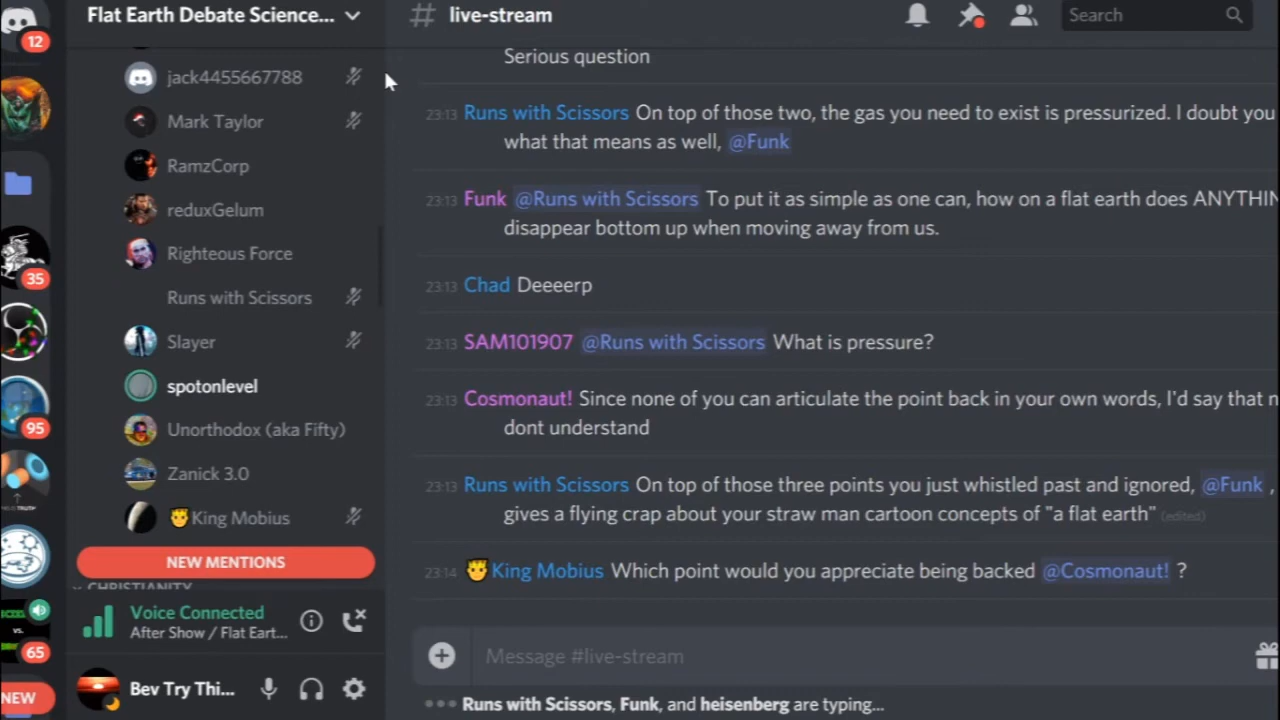 Flat Earth Debate Science...
live-stream
Search
12
35
95
65
NEW
jack4455667788
Mark Taylor
RamzCorp
reduxGelum
Righteous Force
Runs with Scissors
Slayer
spotonlevel
Unorthodox (aka Fifty)
Zanick 3.0
King Mobius
NEW MENTIONS
CHRISTIANITY
Voice Connected
After Show / Flat Eart...
Bev Try Thi...
Serious question
23:13 Runs with Scissors On top of those two, the gas you need to exist is pressurized. I doubt you
what that means as well, @Funk
23:13 Funk @Runs with Scissors To put it as simple as one can, how on a flat earth does ANYTHIN
disappear bottom up when moving away from us.
23:13 Chad Deeeerp
23:13 SAM101907 @Runs with Scissors What is pressure?
23:13 Cosmonaut! Since none of you can articulate the point back in your own words, I'd say that n
dont understand
23:13 Runs with Scissors On top of those three points you just whistled past and ignored, @Funk ,
gives a flying crap about your straw man cartoon concepts of "a flat earth" (edited)
23:14 King Mobius Which point would you appreciate being backed @Cosmonaut! ?
Message #live-stream
Runs with Scissors, Funk, and heisenberg are typing...